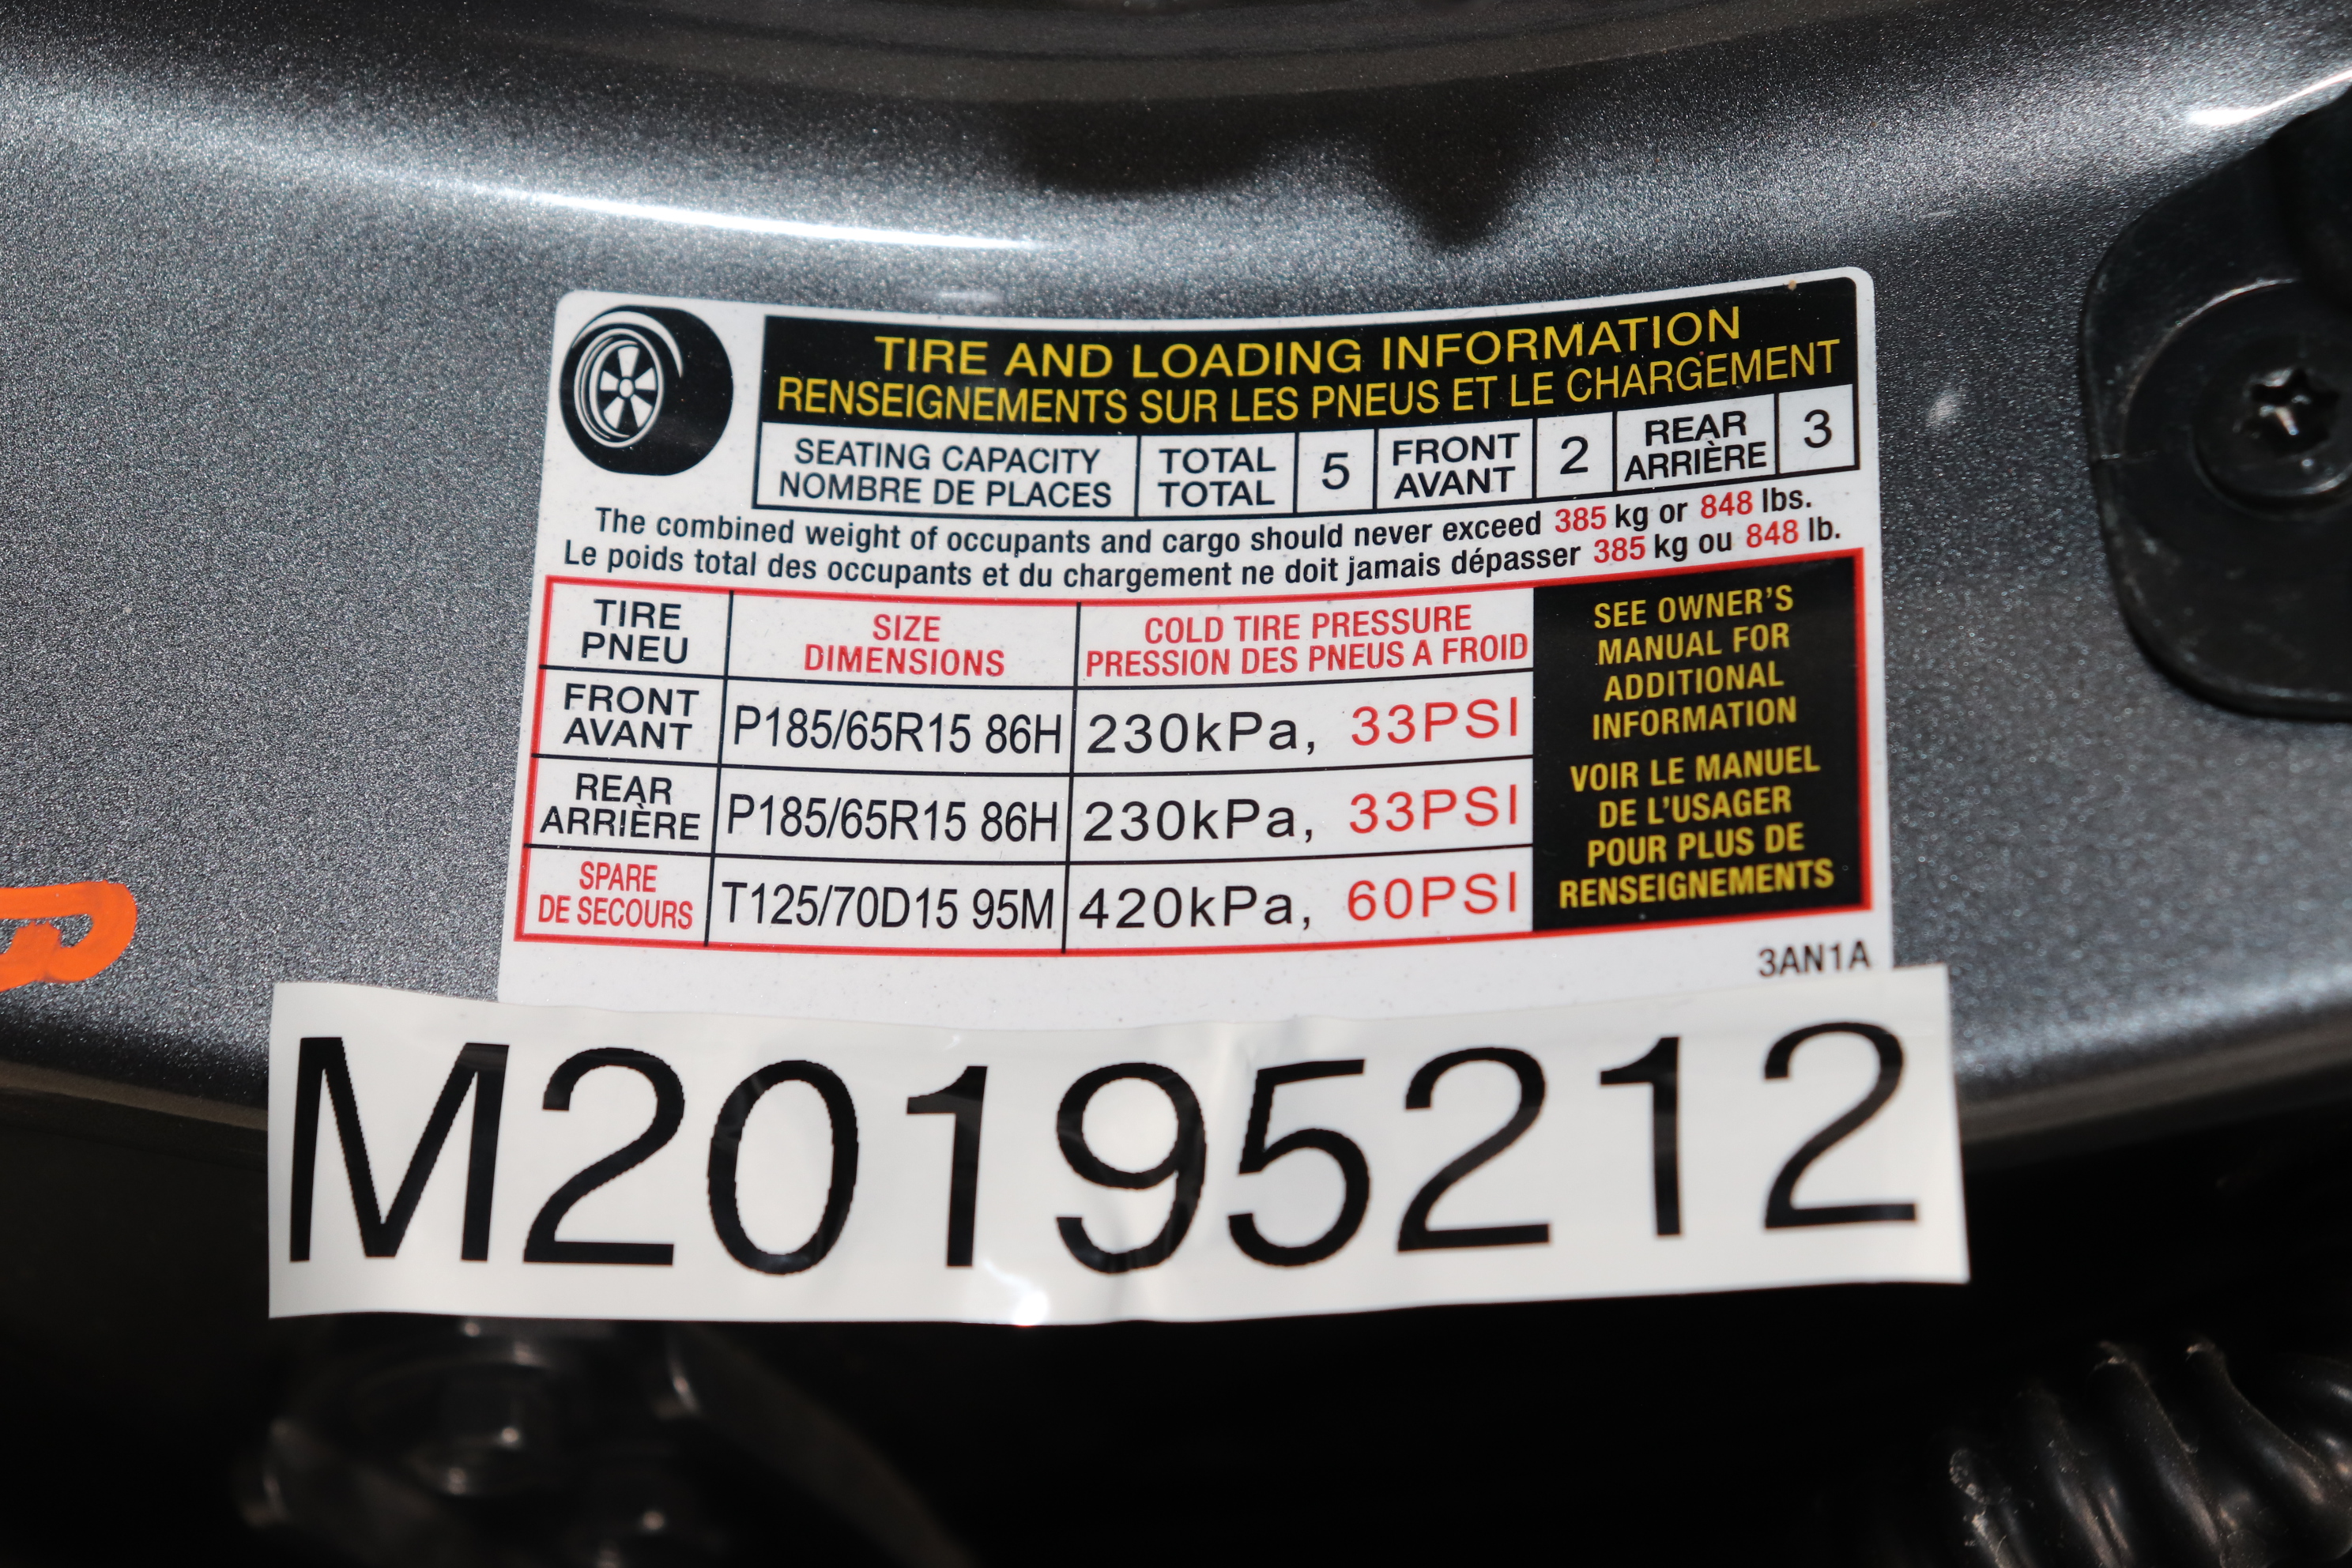 TIRE AND LOADING INFORMATION
RENSEIGNEMENTS SUR LES PNEUS ET LE CHARGEMENT
SEATING CAPACITY
NOMBRE DE PLACES
TOTAL
TOTAL
5
FRONT
AVANT
2
REAR
ARRIÈRE
3
The combined weight of occupants and cargo should never exceed 385 kg or 848 lbs.
Le poids total des occupants et du chargement ne doit jamais dépasser 385 kg ou 848 lb.
TIRE
PNEU
SIZE
DIMENSIONS
COLD TIRE PRESSURE
PRESSION DES PNEUS A FROID
FRONT
AVANT
P185/65R15 86H
230kPa, 33PSI
REAR
ARRIÈRE
P185/65R15 86H
230kPa, 33PSI
SPARE
DE SECOURS
T125/70D15 95M
420kPa, 60PSI
SEE OWNER'S
MANUAL FOR
ADDITIONAL
INFORMATION
VOIR LE MANUEL
DE L'USAGER
POUR PLUS DE
RENSEIGNEMENTS
3AN1A
M20195212